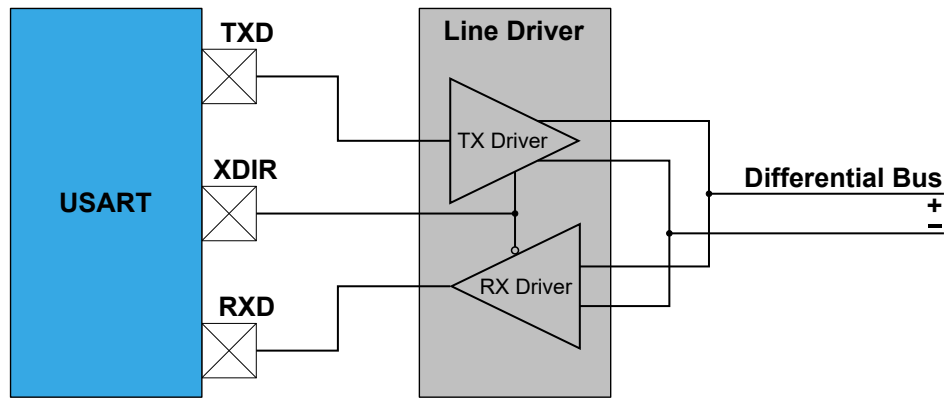 TXD
Line Driver
TX Driver
XDIR
USART
Differential Bus
+
−
RX Driver
RXD